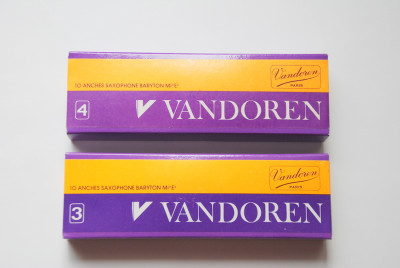 Vandoren
PARIS
10 ANCHES SAXOPHONE BARYTON MI♭/E♭
4 VANDOREN
Vandoren
PARIS
10 ANCHES SAXOPHONE BARYTON MI♭/E♭
3 VANDOREN